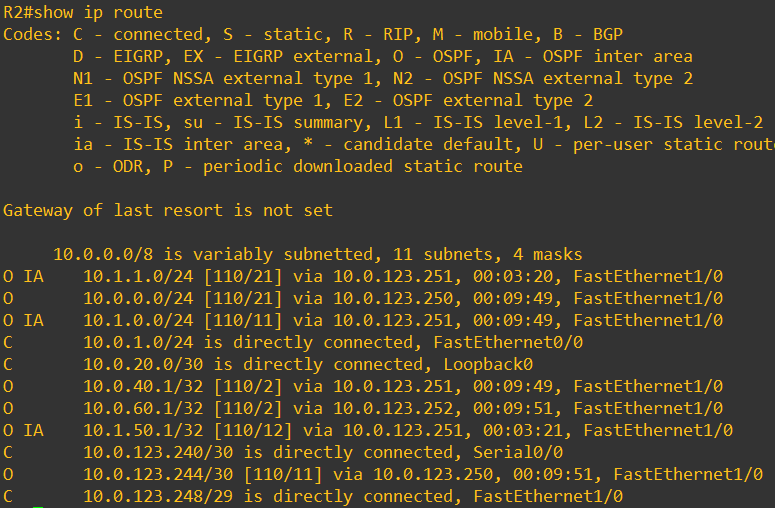 R2#show ip route
Codes: C - connected, S - static, R - RIP, M - mobile, B - BGP
       D - EIGRP, EX - EIGRP external, O - OSPF, IA - OSPF inter area
       N1 - OSPF NSSA external type 1, N2 - OSPF NSSA external type 2
       E1 - OSPF external type 1, E2 - OSPF external type 2
       i - IS-IS, su - IS-IS summary, L1 - IS-IS level-1, L2 - IS-IS level-2
       ia - IS-IS inter area, * - candidate default, U - per-user static rout
       o - ODR, P - periodic downloaded static route
Gateway of last resort is not set
     10.0.0.0/8 is variably subnetted, 11 subnets, 4 masks
O IA    10.1.1.0/24 [110/21] via 10.0.123.251, 00:03:20, FastEthernet1/0
O       10.0.0.0/24 [110/21] via 10.0.123.250, 00:09:49, FastEthernet1/0
O IA    10.1.0.0/24 [110/11] via 10.0.123.251, 00:09:49, FastEthernet1/0
C       10.0.1.0/24 is directly connected, FastEthernet0/0
C       10.0.20.0/30 is directly connected, Loopback0
O       10.0.40.1/32 [110/2] via 10.0.123.251, 00:09:49, FastEthernet1/0
O       10.0.60.1/32 [110/2] via 10.0.123.252, 00:09:51, FastEthernet1/0
O IA    10.1.50.1/32 [110/12] via 10.0.123.251, 00:03:21, FastEthernet1/0
C       10.0.123.240/30 is directly connected, Serial0/0
O       10.0.123.244/30 [110/11] via 10.0.123.250, 00:09:51, FastEthernet1/0
C       10.0.123.248/29 is directly connected, FastEthernet1/0